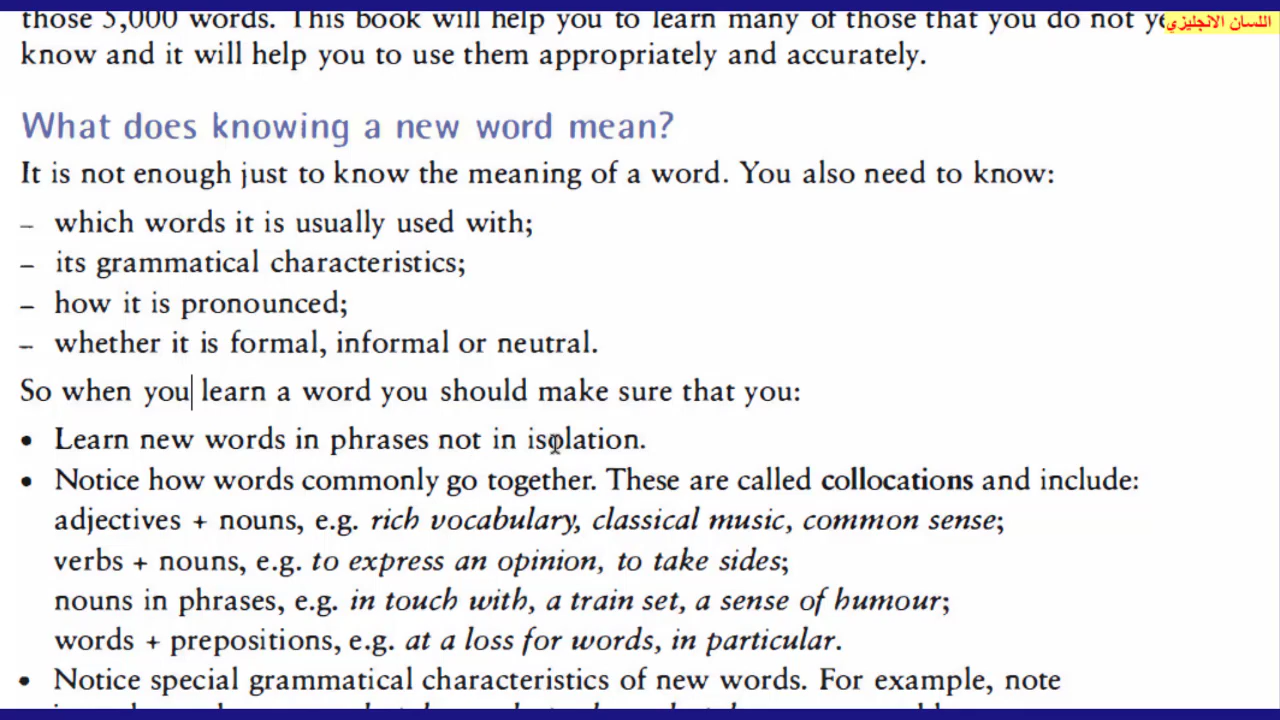 those 5,000 words. This book will help you to learn many of those that you do not
اللسان الانجليزي
know and it will help you to use them appropriately and accurately.
What does knowing a new word mean?
It is not enough just to know the meaning of a word. You also need to know:
– which words it is usually used with;
– its grammatical characteristics;
– how it is pronounced;
– whether it is formal, informal or neutral.
So when you learn a word you should make sure that you:
• Learn new words in phrases not in isolation.
• Notice how words commonly go together. These are called collocations and include:
adjectives + nouns, e.g. rich vocabulary, classical music, common sense;
verbs + nouns, e.g. to express an opinion, to take sides;
nouns in phrases, e.g. in touch with, a train set, a sense of humour;
words + prepositions, e.g. at a loss for words, in particular.
• Notice special grammatical characteristics of new words. For example, note